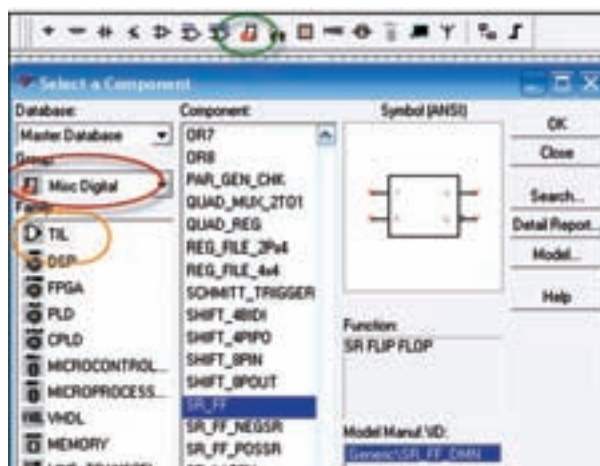 Select a Component
Database:
Master Database
Group:
Misc Digital
Family:
TIL
DSP
FPGA
PLD
CPLD
MICROCONTROL...
MICROPROCESS...
VHDL
MEMORY
Component:
OR7
OR8
PAR_GEN_CHK
QUAD_MUX_2TO1
QUAD_REG
REG_FILE_2Px4
REG_FILE_4x4
SCHMITT_TRIGGER
SHIFT_4BIDI
SHIFT_4PIPO
SHIFT_8PIN
SHIFT_8POUT
SR_FF
SR_FF_NEGSR
SR_FF_POSSR
Symbol (ANSI)
Function:
SR FLIP FLOP
Model Manuf.\ID:
Generic\SR_FF_DMN
OK
Close
Search...
Detail Report...
Model...
Help